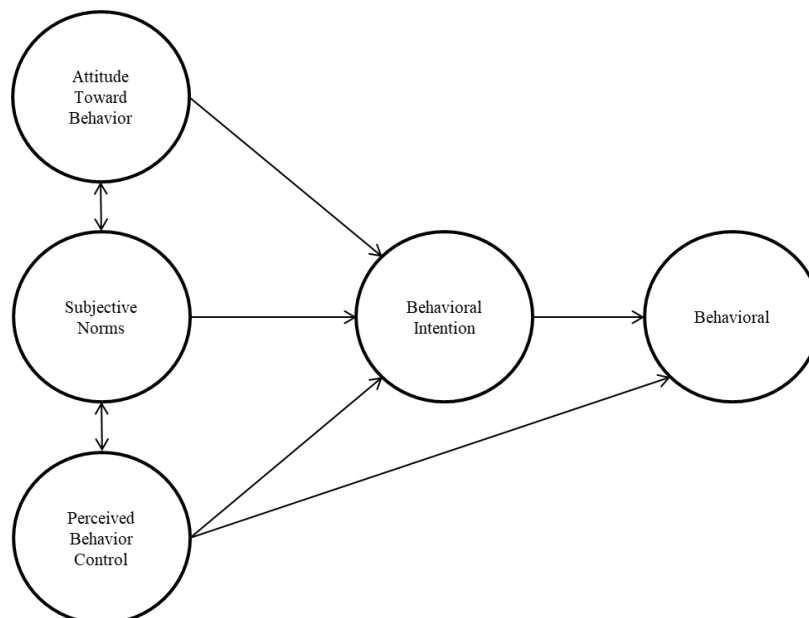 Attitude
Toward
Behavior
Subjective
Norms
Behavioral
Intention
Behavioral
Perceived
Behavior
Control